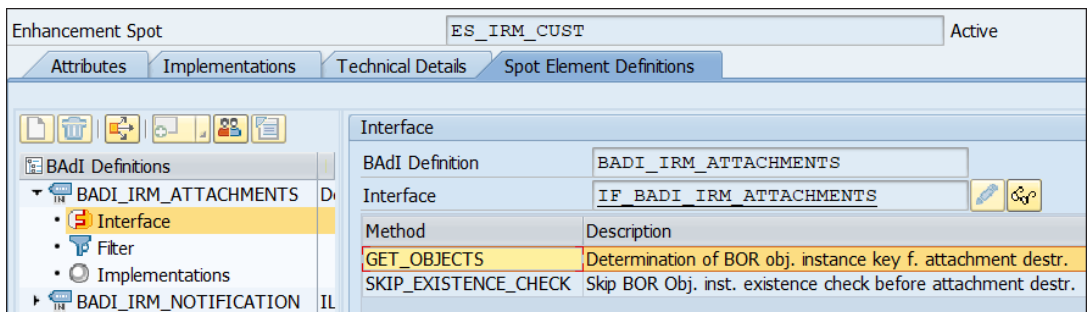 Enhancement Spot ES_IRM_CUST Active
Attributes Implementations Technical Details Spot Element Definitions
Interface
BAdI Definitions
BADI_IRM_ATTACHMENTS
Interface
Filter
Implementations
BADI_IRM_NOTIFICATION
BAdI Definition BADI_IRM_ATTACHMENTS
Interface IF_BADI_IRM_ATTACHMENTS
Method Description
GET_OBJECTS Determination of BOR obj. instance key f. attachment destr.
SKIP_EXISTENCE_CHECK Skip BOR Obj. inst. existence check before attachment destr.